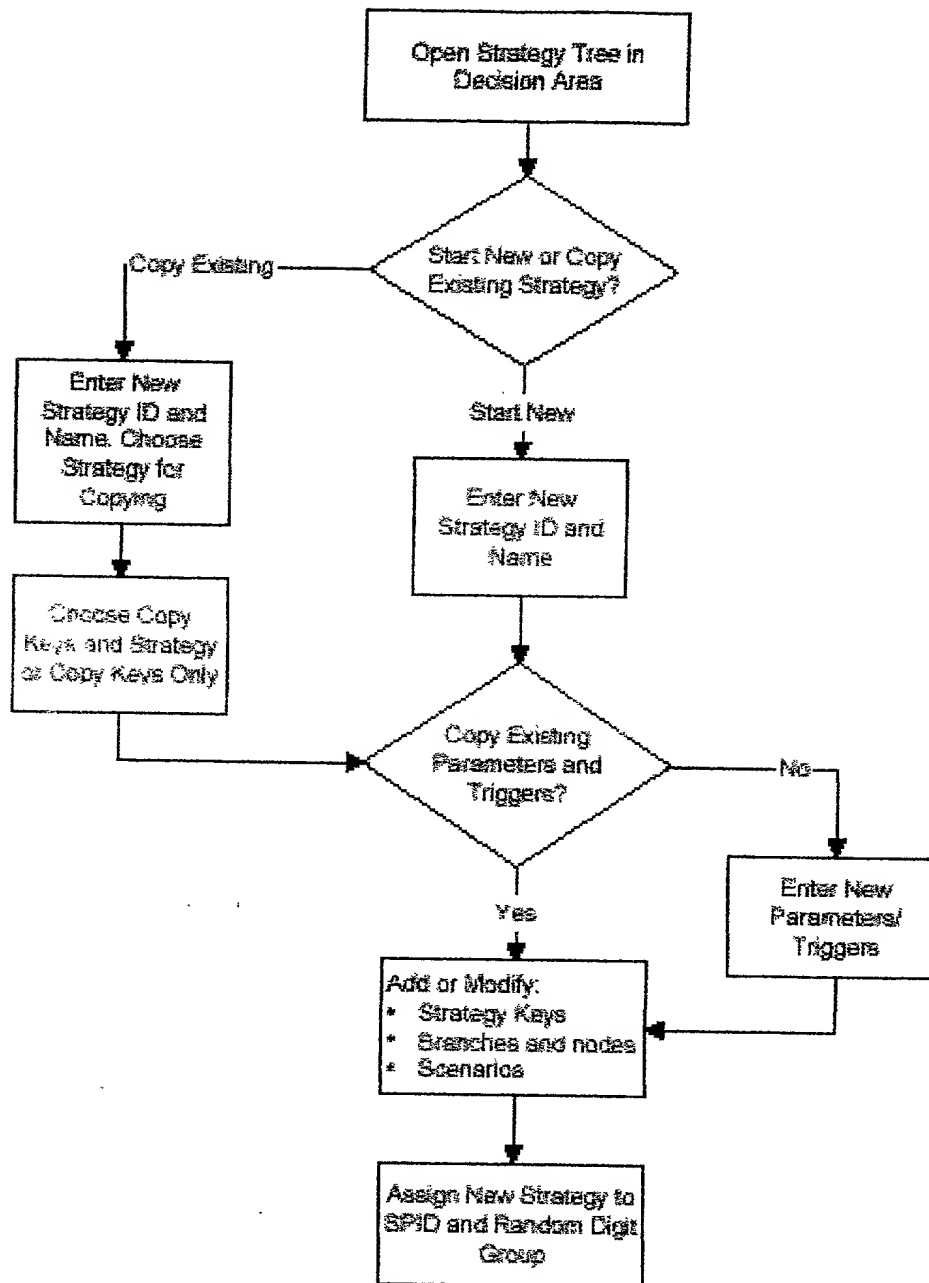 Open Strategy Tree in
Decision Area
Start New or Copy
Existing Strategy?
Copy Existing
Enter New
Strategy ID and
Name. Choose
Strategy for
Copying
Start New
Enter New
Strategy ID and
Name
Choose Copy
Keys and Strategy
or Copy Keys Only
Copy Existing
Parameters and
Triggers?
No
Enter New
Parameters/
Triggers
Yes
Add or Modify:
* Strategy Keys
* Branches and nodes
* Scenarios
Assign New Strategy to
SPID and Random Digit
Group